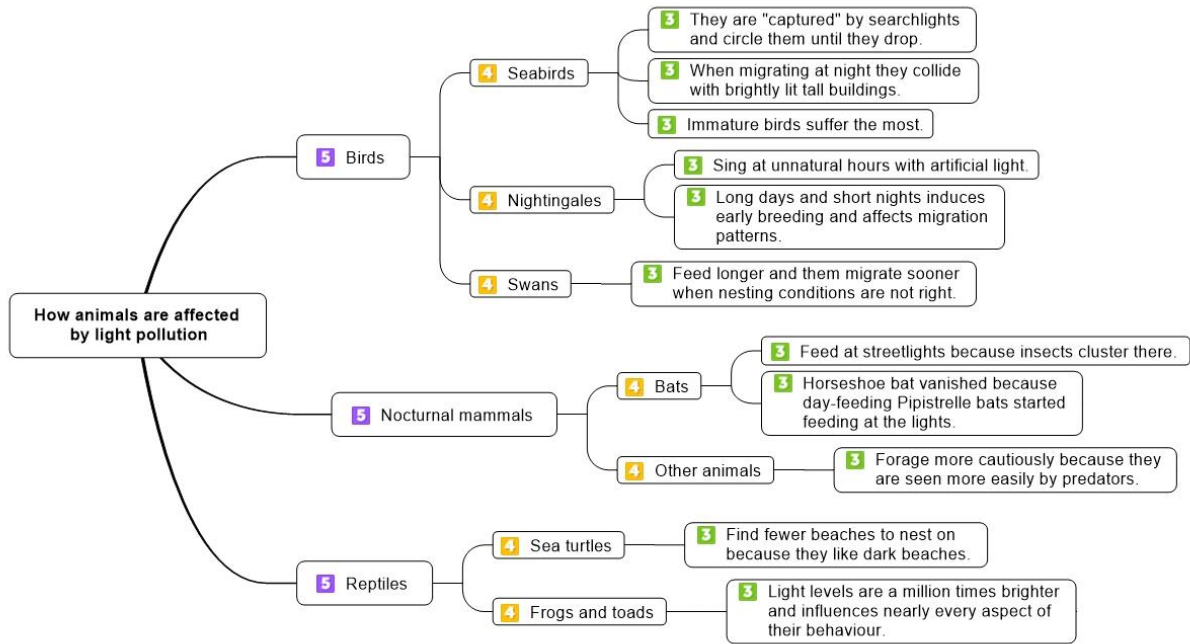 How animals are affected
by light pollution
5 Birds
4 Seabirds
3 They are "captured" by searchlights
and circle them until they drop.
3 When migrating at night they collide
with brightly lit tall buildings.
3 Immature birds suffer the most.
4 Nightingales
3 Sing at unnatural hours with artificial light.
3 Long days and short nights induces
early breeding and affects migration
patterns.
4 Swans
3 Feed longer and them migrate sooner
when nesting conditions are not right.
5 Nocturnal mammals
4 Bats
3 Feed at streetlights because insects cluster there.
3 Horseshoe bat vanished because
day-feeding Pipistrelle bats started
feeding at the lights.
4 Other animals
3 Forage more cautiously because they
are seen more easily by predators.
5 Reptiles
4 Sea turtles
3 Find fewer beaches to nest on
because they like dark beaches.
4 Frogs and toads
3 Light levels are a million times brighter
and influences nearly every aspect of
their behaviour.